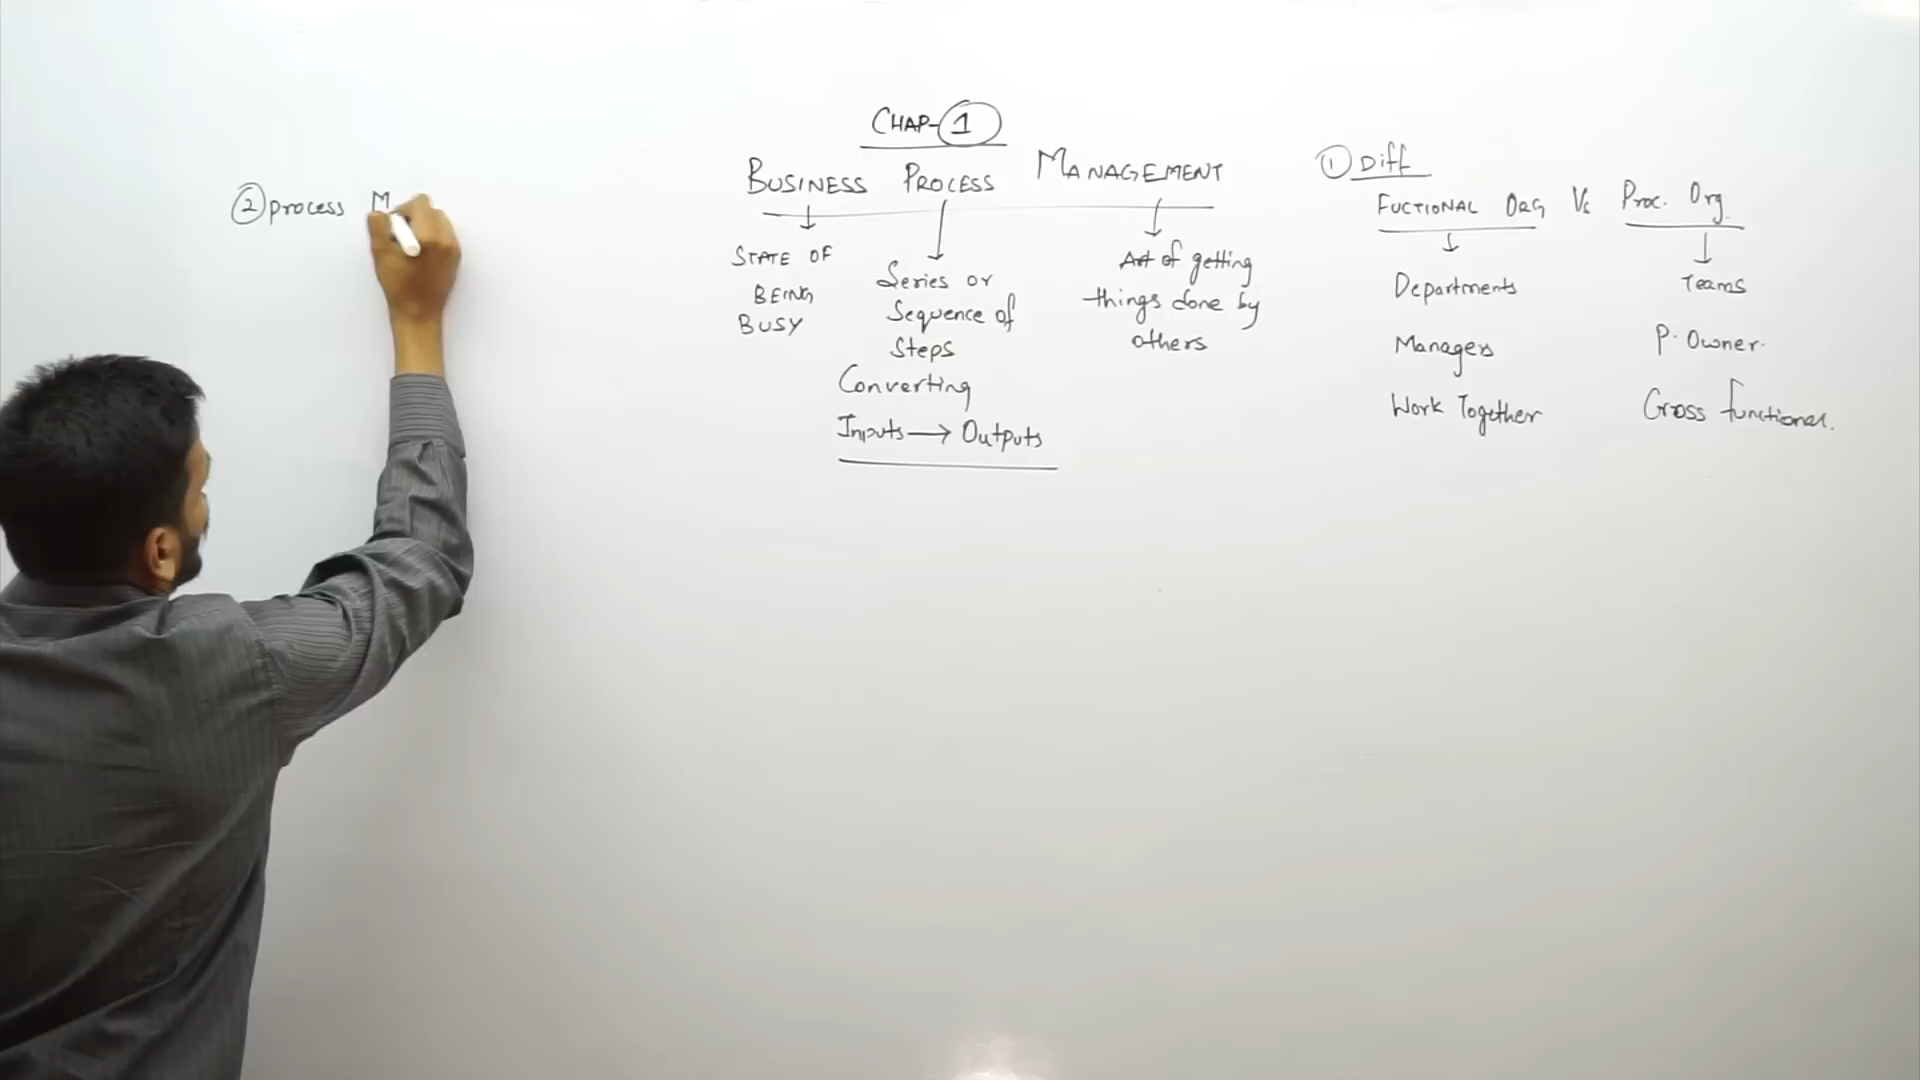 CHAP-1
BUSINESS PROCESS MANAGEMENT
STATE OF
BEING
BUSY
Series or
Sequence of
Steps
Converting
Inputs → Outputs
Art of getting
things done by
others
① Diff
FUCTIONAL ORG Vs Proc. Org.
Departments
Managers
Work Together
Teams
P. Owner.
Cross functional.
② process M